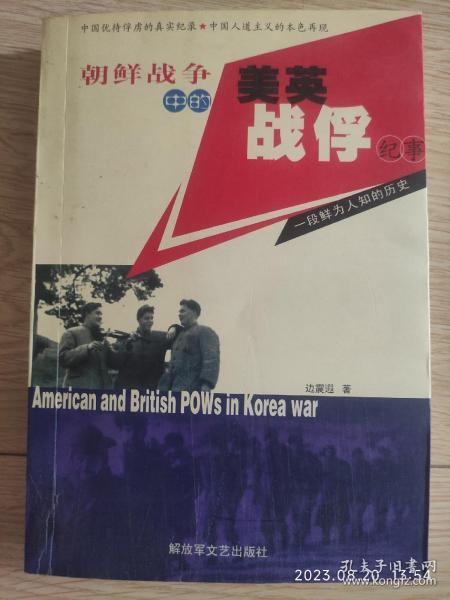 中国优待俘虏的真实纪录★中国人道主义的本色再现
朝鲜战争
中的
美英
战俘
纪事
一段鲜为人知的历史
边震遐 著
American and British POWs in Korea war
解放军文艺出版社
孔夫子旧书网
2023.08.20 13:54